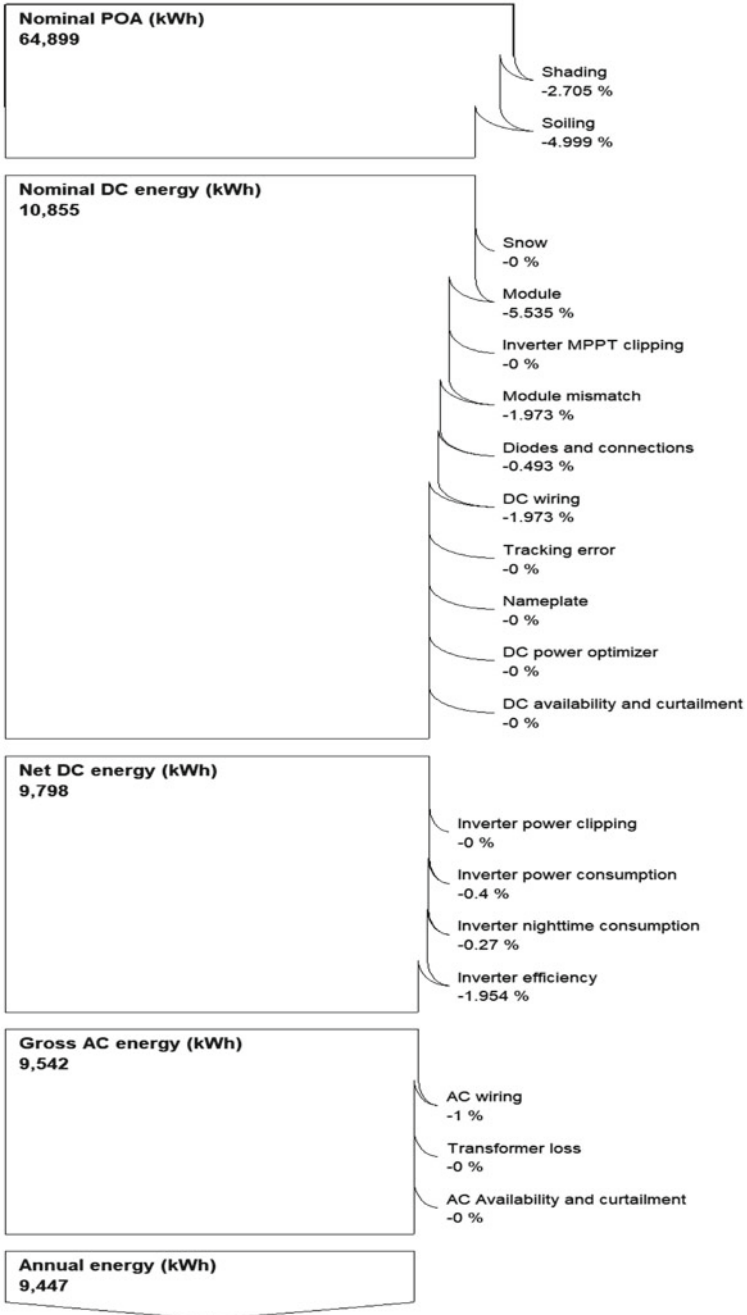 Nominal POA (kWh)
64,899
Shading
-2.705 %
Soiling
-4.999 %
Nominal DC energy (kWh)
10,855
Snow
-0 %
Module
-5.535 %
Inverter MPPT clipping
-0 %
Module mismatch
-1.973 %
Diodes and connections
-0.493 %
DC wiring
-1.973 %
Tracking error
-0 %
Nameplate
-0 %
DC power optimizer
-0 %
DC availability and curtailment
-0 %
Net DC energy (kWh)
9,798
Inverter power clipping
-0 %
Inverter power consumption
-0.4 %
Inverter nighttime consumption
-0.27 %
Inverter efficiency
-1.954 %
Gross AC energy (kWh)
9,542
AC wiring
-1 %
Transformer loss
-0 %
AC Availability and curtailment
-0 %
Annual energy (kWh)
9,447